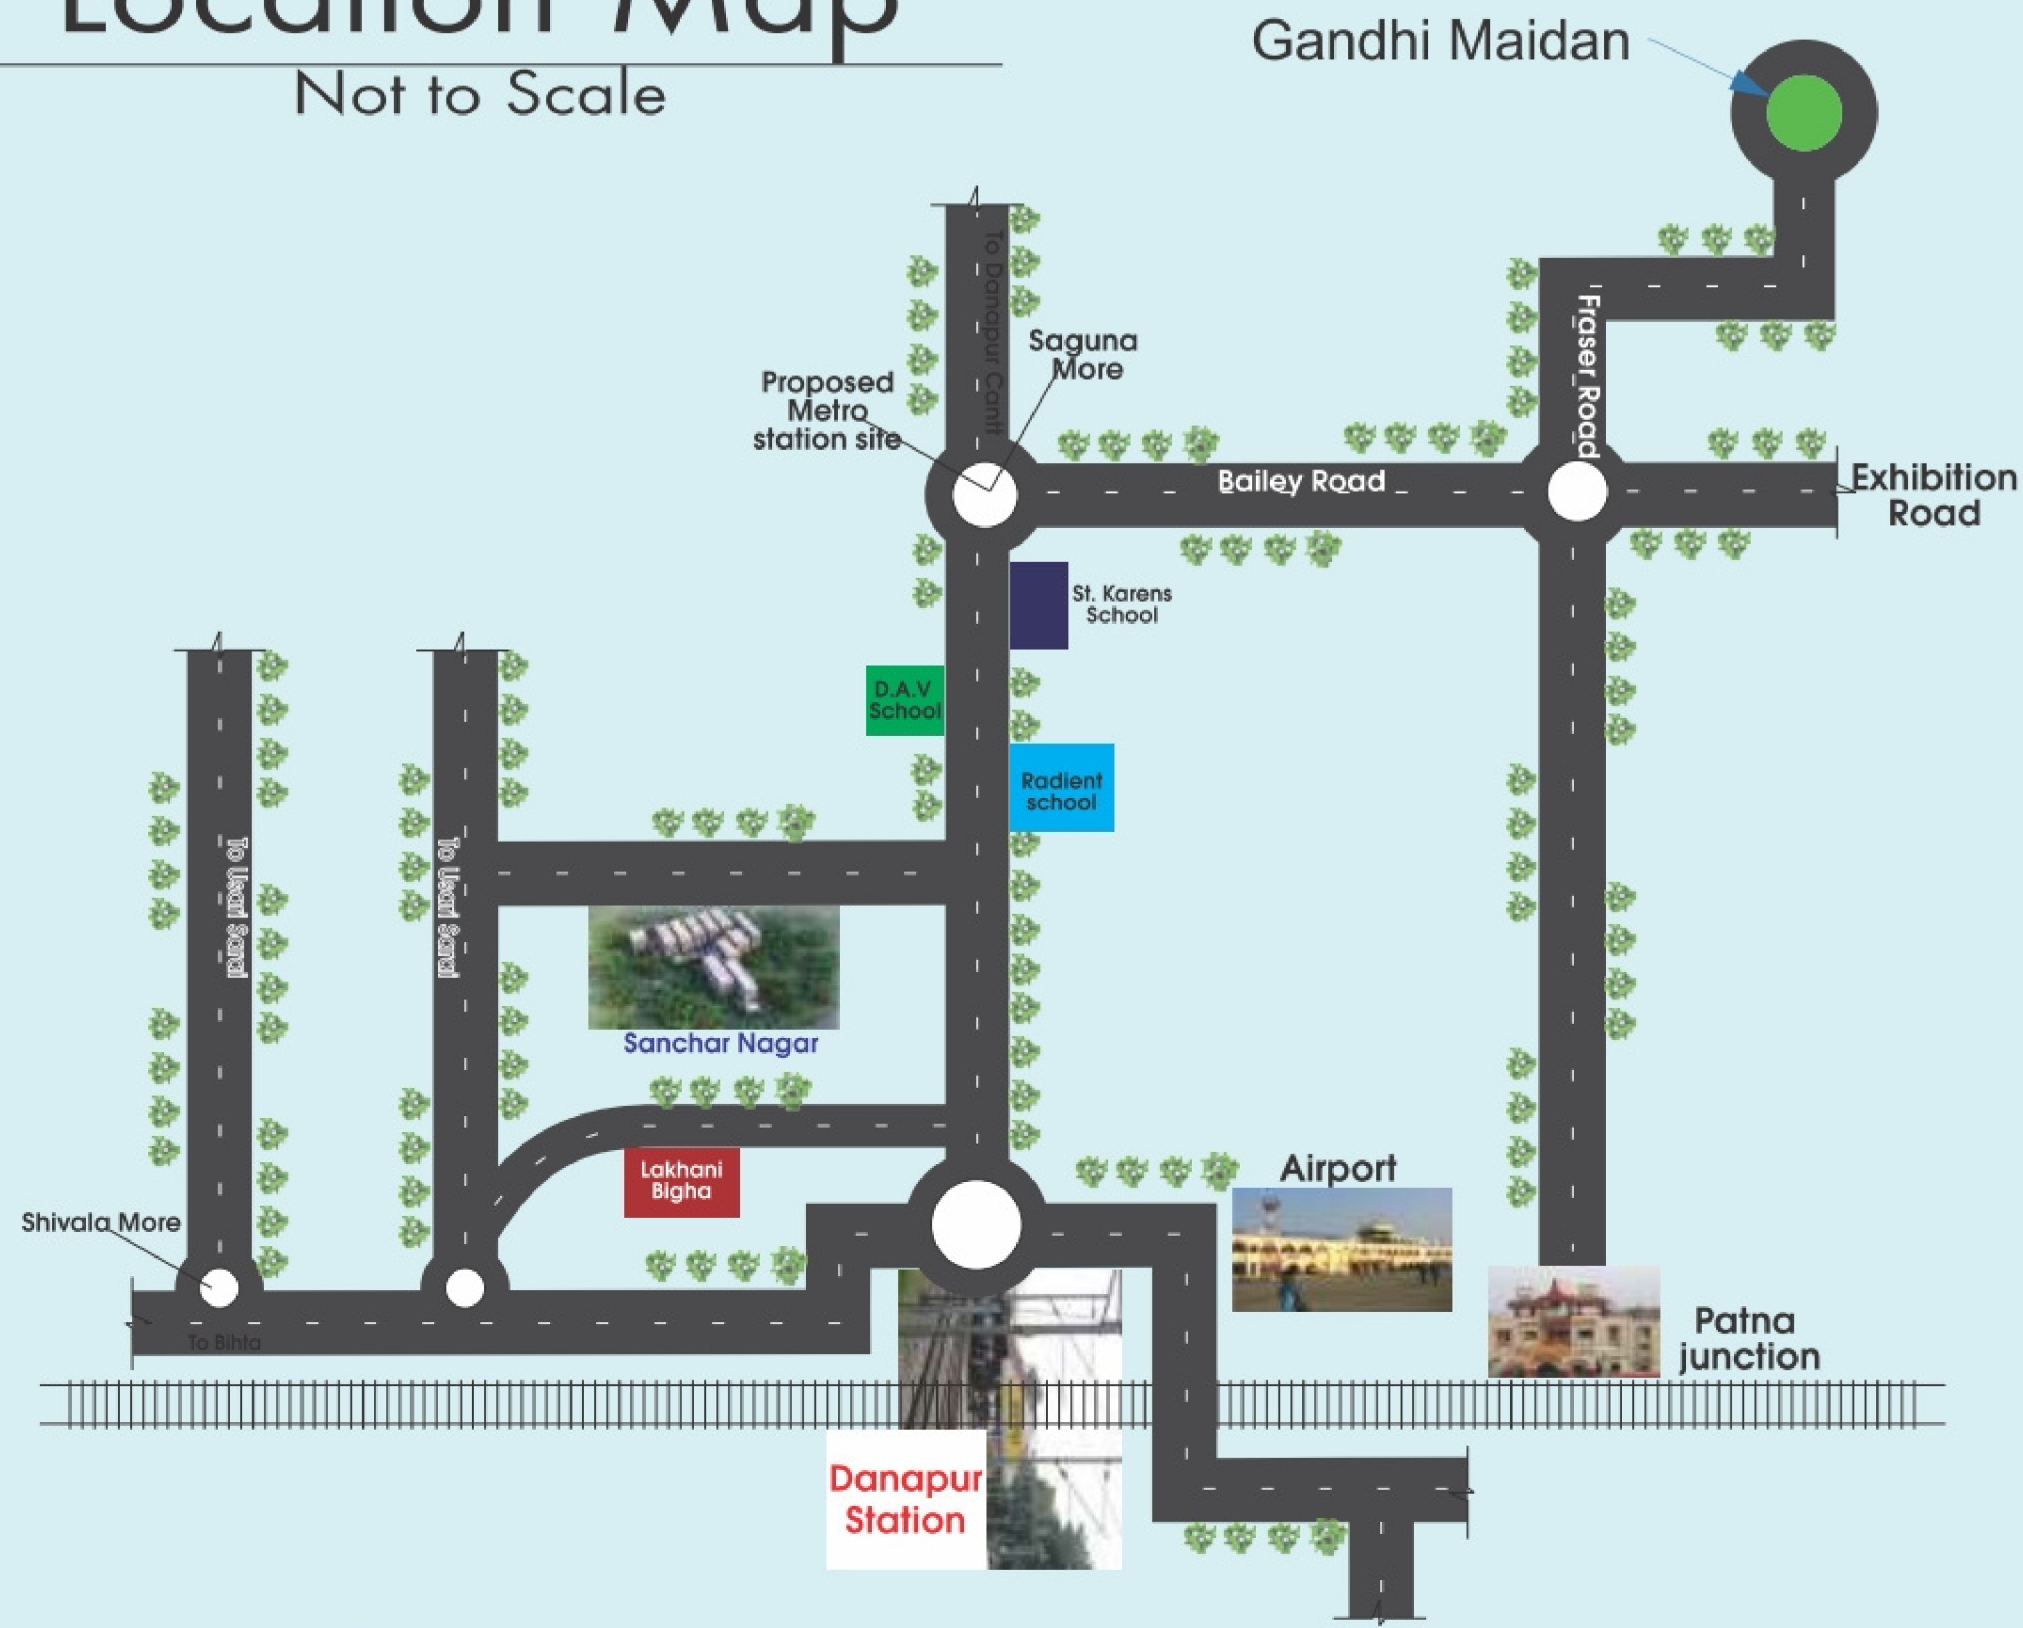 Location Map
Not to Scale
Gandhi Maidan
To Danapur Cantt
Saguna
More
Proposed
Metro
station site
Fraser Road
Bailey Road
Exhibition
Road
St. Karens
School
D.A.V
School
Radient
school
To Usari
To Usari
Sanchar Nagar
Lakhani
Bigha
Airport
Shivala More
To Bihta
Patna
junction
Danapur
Station